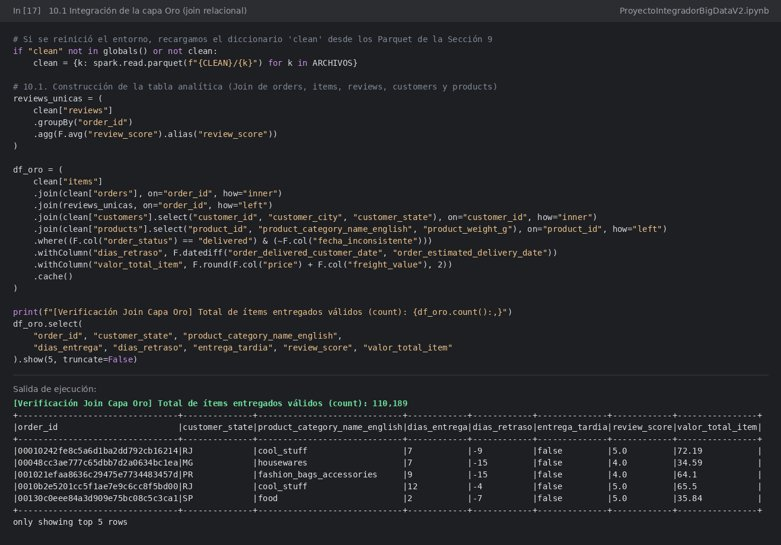 In [17]   10.1 Integración de la capa Oro (join relacional)                    ProyectoIntegradorBigDataV2.ipynb
# Si se reinició el entorno, recargamos el diccionario 'clean' desde los Parquet de la Sección 9
if "clean" not in globals() or not clean:
    clean = {k: spark.read.parquet(f"{CLEAN}/{k}") for k in ARCHIVOS}

# 10.1. Construcción de la tabla analítica (Join de orders, items, reviews, customers y products)
reviews_unicas = (
    clean["reviews"]
    .groupBy("order_id")
    .agg(F.avg("review_score").alias("review_score"))
)

df_oro = (
    clean["items"]
    .join(clean["orders"], on="order_id", how="inner")
    .join(reviews_unicas, on="order_id", how="left")
    .join(clean["customers"].select("customer_id", "customer_city", "customer_state"), on="customer_id", how="inner")
    .join(clean["products"].select("product_id", "product_category_name_english", "product_weight_g"), on="product_id", how="left")
    .where((F.col("order_status") == "delivered") & (~F.col("fecha_inconsistente")))
    .withColumn("dias_retraso", F.datediff("order_delivered_customer_date", "order_estimated_delivery_date"))
    .withColumn("valor_total_item", F.round(F.col("price") + F.col("freight_value"), 2))
    .cache()
)

print(f"[Verificación Join Capa Oro] Total de ítems entregados válidos (count): {df_oro.count():,}")
df_oro.select(
    "order_id", "customer_state", "product_category_name_english",
    "dias_entrega", "dias_retraso", "entrega_tardia", "review_score", "valor_total_item"
).show(5, truncate=False)
Salida de ejecución:
[Verificación Join Capa Oro] Total de ítems entregados válidos (count): 110,189
+--------------------------------+--------------+-----------------------------+------------+------------+--------------+------------+----------------+
|order_id                        |customer_state|product_category_name_english|dias_entrega|dias_retraso|entrega_tardia|review_score|valor_total_item|
+--------------------------------+--------------+-----------------------------+------------+------------+--------------+------------+----------------+
|00010242fe8c5a6d1ba2dd792cb16214|RJ            |cool_stuff                   |7           |-9          |false         |5.0         |72.19           |
|00048cc3ae777c65dbb7d2a0634bc1ea|MG            |housewares                   |7           |-15         |false         |4.0         |34.59           |
|001021efaa8636c29475e7734483457d|PR            |fashion_bags_accessories     |9           |-15         |false         |4.0         |64.1            |
|0010b2e5201cc5f1ae7e9c6cc8f5bd00|RJ            |cool_stuff                   |12          |-4          |false         |5.0         |65.5            |
|00130c0eee84a3d909e75bc08c5c3ca1|SP            |food                         |2           |-7          |false         |5.0         |35.84           |
+--------------------------------+--------------+-----------------------------+------------+------------+--------------+------------+----------------+
only showing top 5 rows